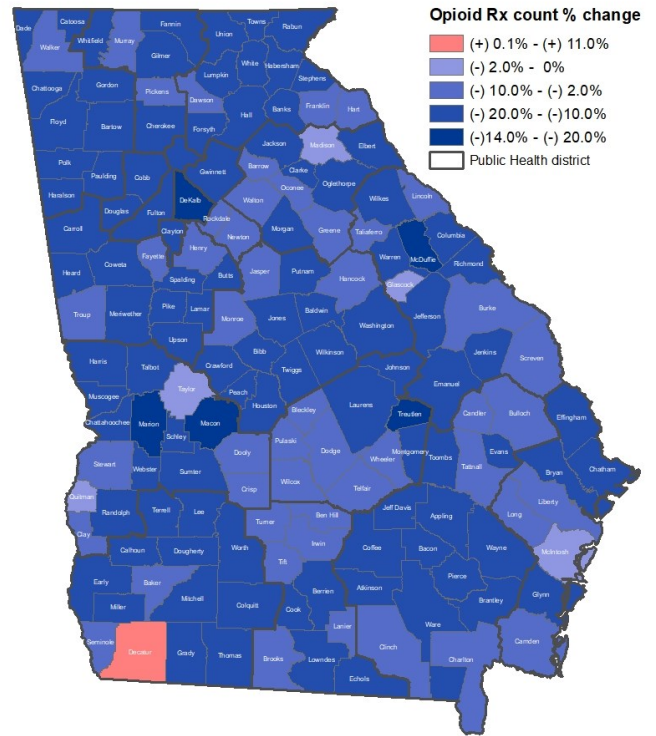 Opioid Rx count % change
(+) 0.1% - (+) 11.0%
(-) 2.0% - 0%
(-) 10.0% - (-) 2.0%
(-) 20.0% - (-)10.0%
(-)14.0% - (-) 20.0%
Public Health district
Dade
Catoosa
Fannin
Towns
Rabun
Walker
Whitfield
Murray
Union
Gilmer
White
Habersham
Lumpkin
Stephens
Chattooga
Gordon
Pickens
Dawson
Banks
Franklin
Hart
Hall
Floyd
Bartow
Cherokee
Forsyth
Jackson
Madison
Elbert
Polk
Paulding
Cobb
Gwinnett
Barrow
Clarke
Oconee
Oglethorpe
Haralson
DeKalb
Walton
Wilkes
Lincoln
Douglas
Fulton
Rockdale
Carroll
Clayton
Newton
Morgan
Greene
Taliaferro
Columbia
Henry
Fayette
Warren
McDuffie
Heard
Coweta
Spalding
Butts
Jasper
Putnam
Hancock
Richmond
Glascock
Troup
Meriwether
Pike
Lamar
Monroe
Jones
Baldwin
Jefferson
Burke
Washington
Upson
Bibb
Wilkinson
Jenkins
Screven
Harris
Talbot
Crawford
Twiggs
Johnson
Taylor
Peach
Emanuel
Muscogee
Houston
Laurens
Bleckley
Treutlen
Candler
Bulloch
Effingham
Chattahoochee
Marion
Macon
Schley
Pulaski
Dodge
Montgomery
Evans
Stewart
Webster
Sumter
Dooly
Wheeler
Toombs
Tattnall
Bryan
Chatham
Crisp
Wilcox
Telfair
Quitman
Randolph
Terrell
Lee
Turner
Ben Hill
Jeff Davis
Appling
Long
Liberty
Clay
Calhoun
Dougherty
Worth
Irwin
Coffee
Bacon
Wayne
McIntosh
Tift
Early
Baker
Mitchell
Berrien
Atkinson
Pierce
Glynn
Miller
Colquit
Cook
Brantley
Lanier
Ware
Seminole
Decatur
Grady
Thomas
Brooks
Lowndes
Clinch
Charlton
Camden
Echols